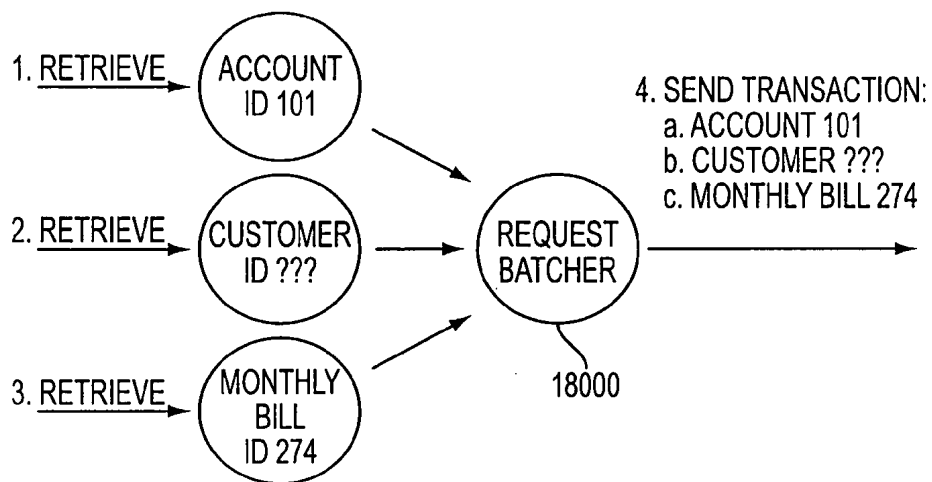 1. RETRIEVE
ACCOUNT
ID 101
2. RETRIEVE
CUSTOMER
ID ???
3. RETRIEVE
MONTHLY
BILL
ID 274
REQUEST
BATCHER
18000
4. SEND TRANSACTION:
a. ACCOUNT 101
b. CUSTOMER ???
c. MONTHLY BILL 274